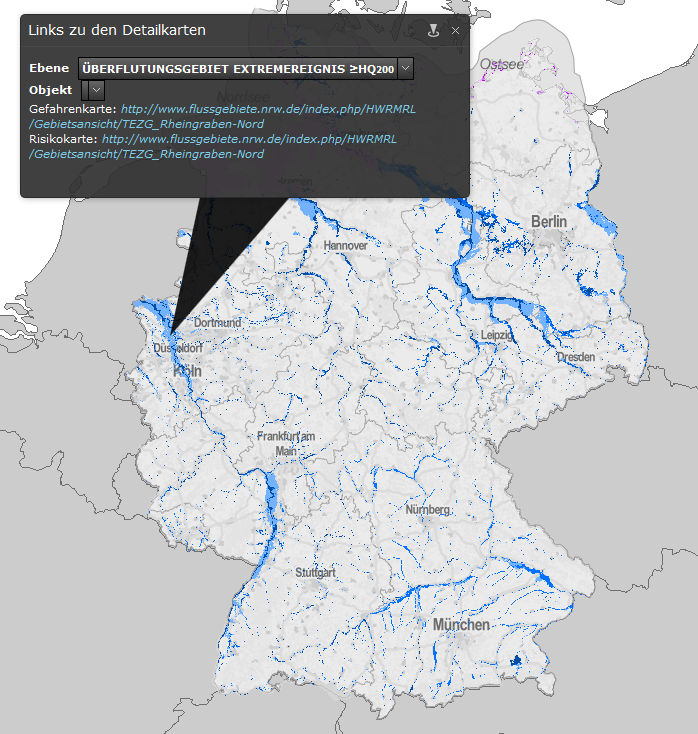 Links zu den Detailkarten
Ebene ÜBERFLUTUNGSGEBIET EXTREMEREIGNIS ≥HQ200
Objekt
Gefahrenkarte: http://www.flussgebiete.nrw.de/index.php/HWRMRL
/Gebietsansicht/TEZG_Rheingraben-Nord
Risikokarte: http://www.flussgebiete.nrw.de/index.php/HWRMRL
/Gebietsansicht/TEZG_Rheingraben-Nord
Ostsee
Nordsee
Berlin
Hannover
Dortmund
Düsseldorf
Köln
Leipzig
Dresden
Frankfurt am
Main
Nürnberg
Stuttgart
München